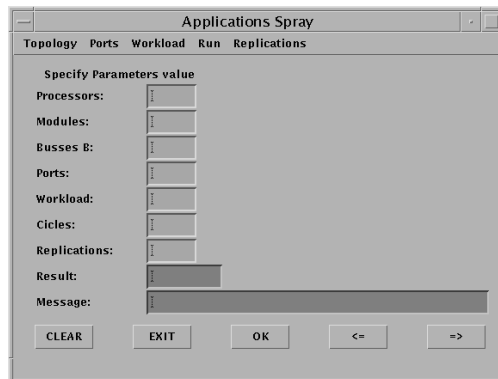 Applications Spray
Topology Ports Workload Run Replications
Specify Parameters value
Processors:
Modules:
Busses B:
Ports:
Workload:
Cicles:
Replications:
Result:
Message:
CLEAR EXIT OK <= =>